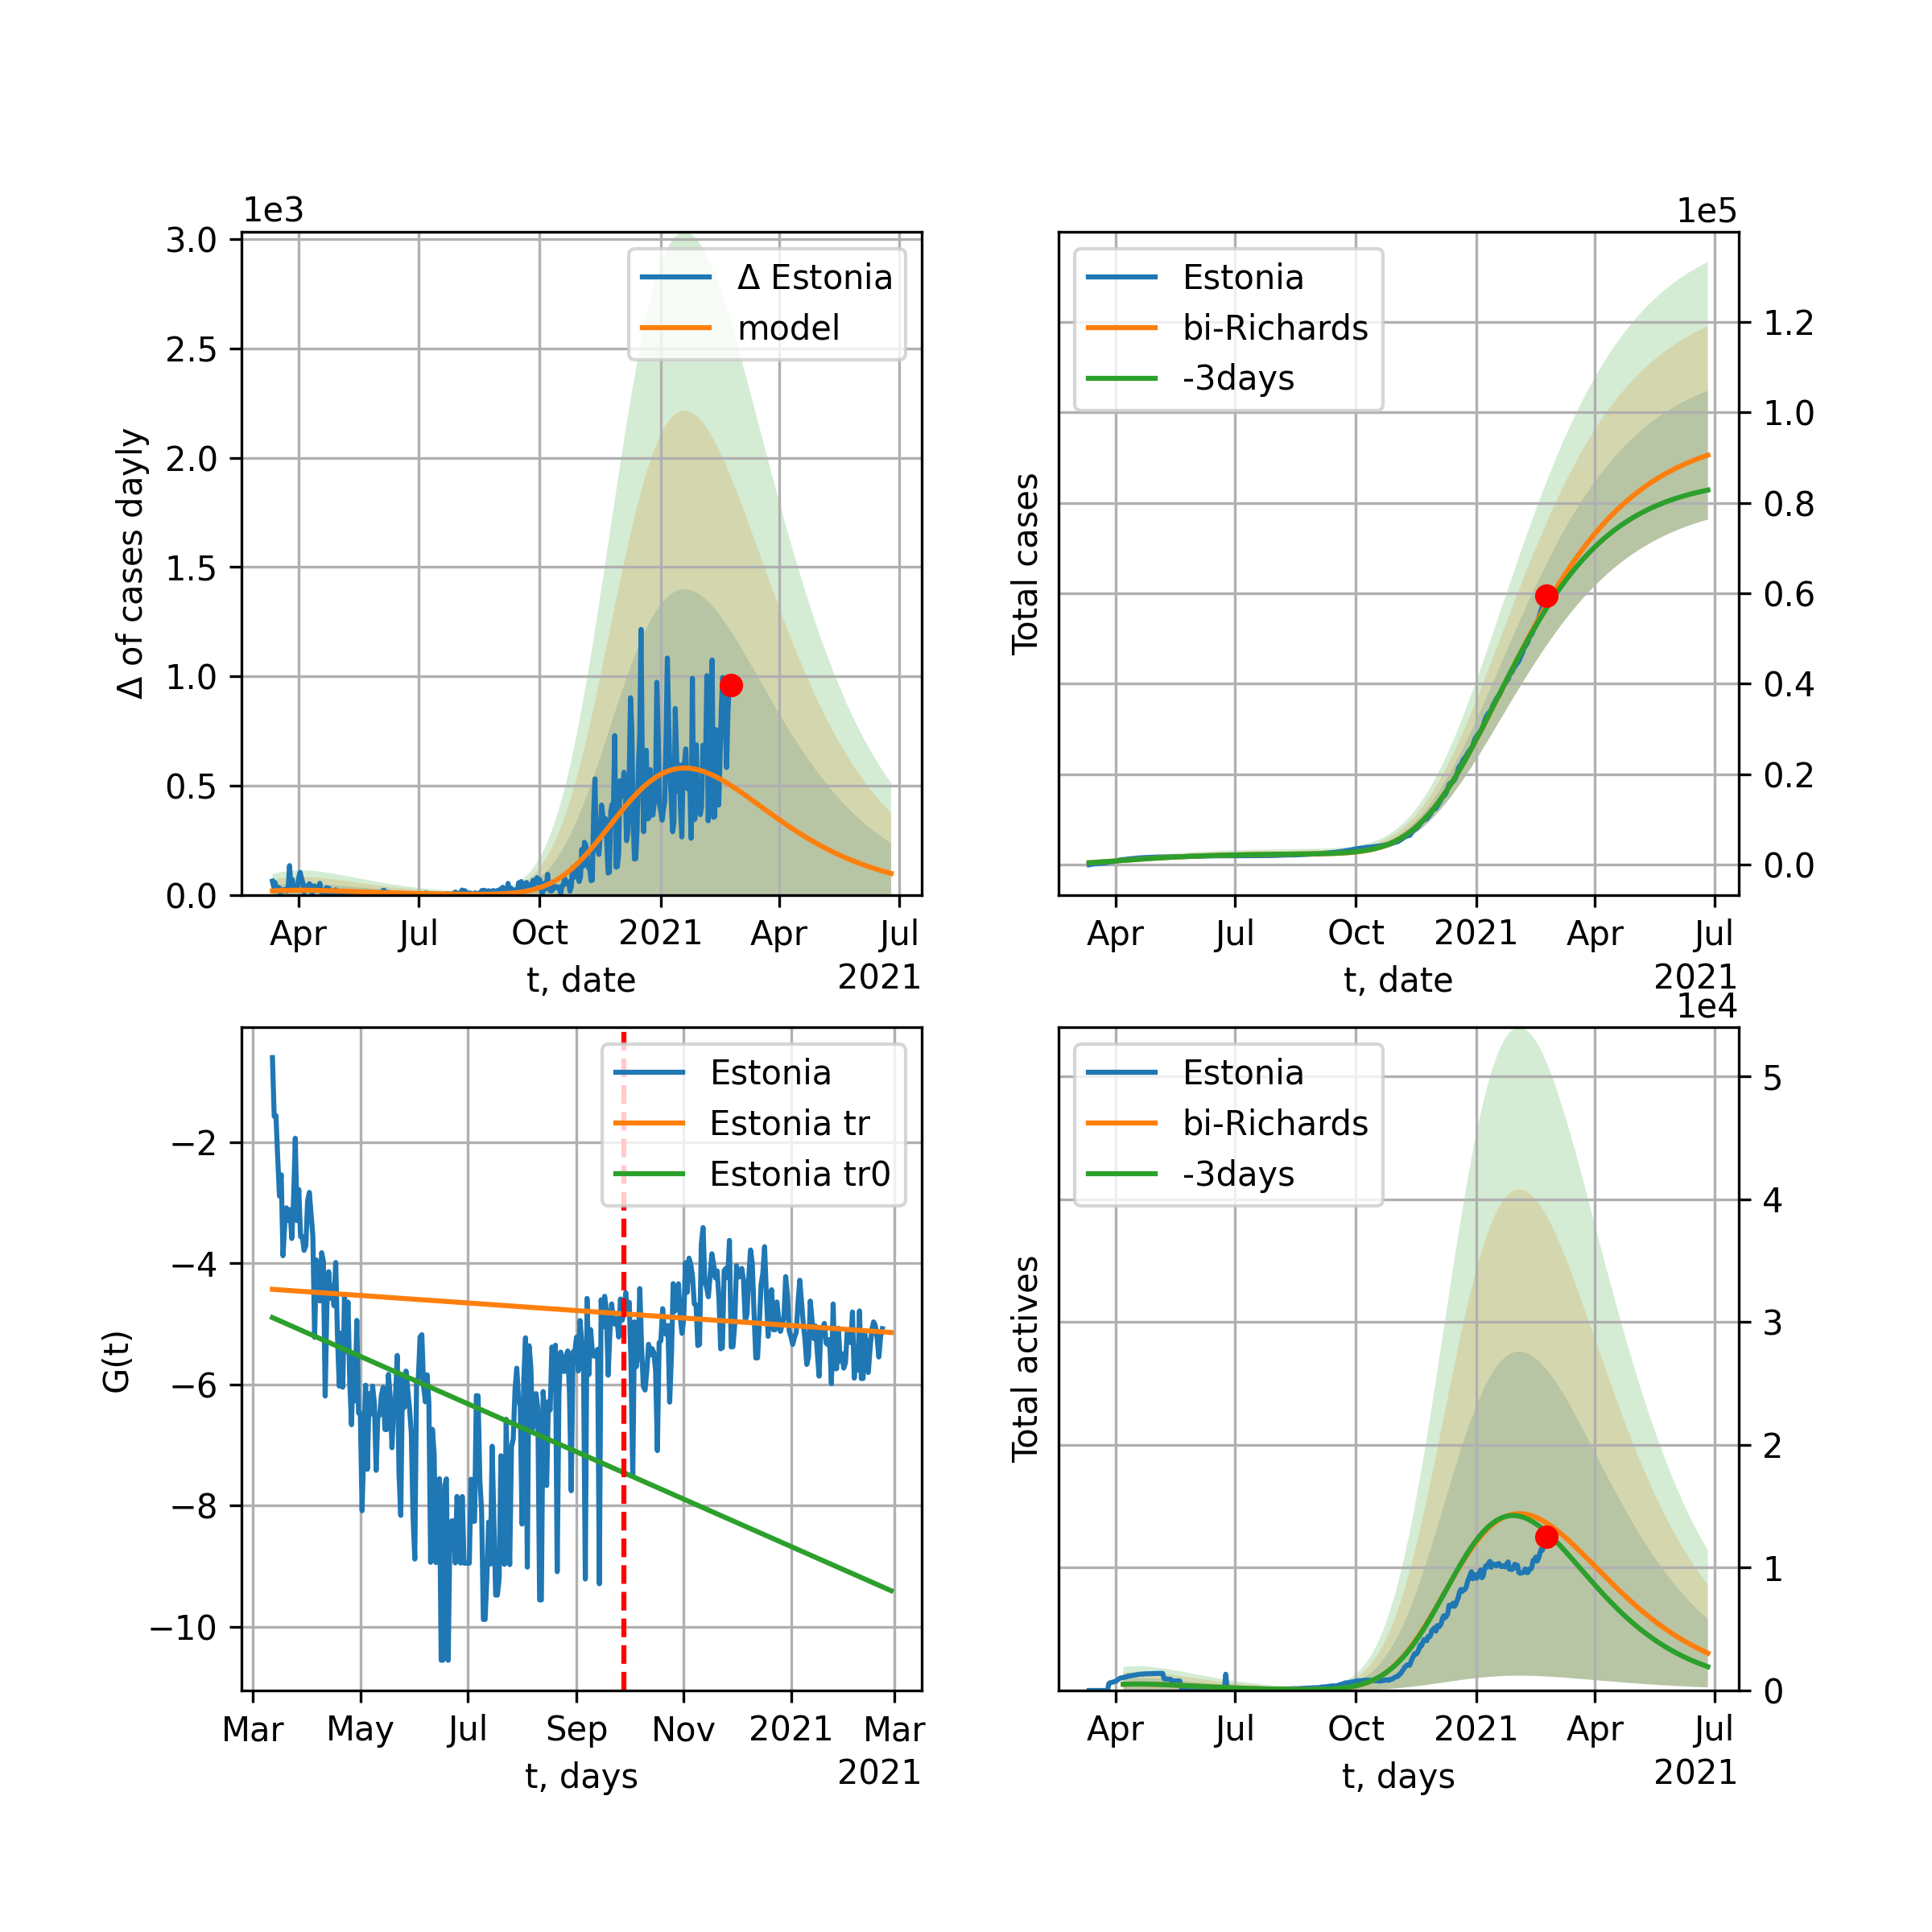 1e3
3.0
2.5
2.0
1.5
1.0
0.5
0.0
Δ of cases dayly
Δ Estonia
model
Apr Jul Oct 2021 Apr Jul
t, date
2021
1e5
Estonia
bi-Richards
-3days
Total cases
1.2
1.0
0.8
0.6
0.4
0.2
0.0
Apr Jul Oct 2021 Apr Jul
t, date
2021
Estonia
Estonia tr
Estonia tr0
−2
−4
−6
−8
−10
G(t)
Mar May Jul Sep Nov 2021 Mar
t, days
2021
1e4
Estonia
bi-Richards
-3days
Total actives
5
4
3
2
1
0
Apr Jul Oct 2021 Apr Jul
t, days
2021